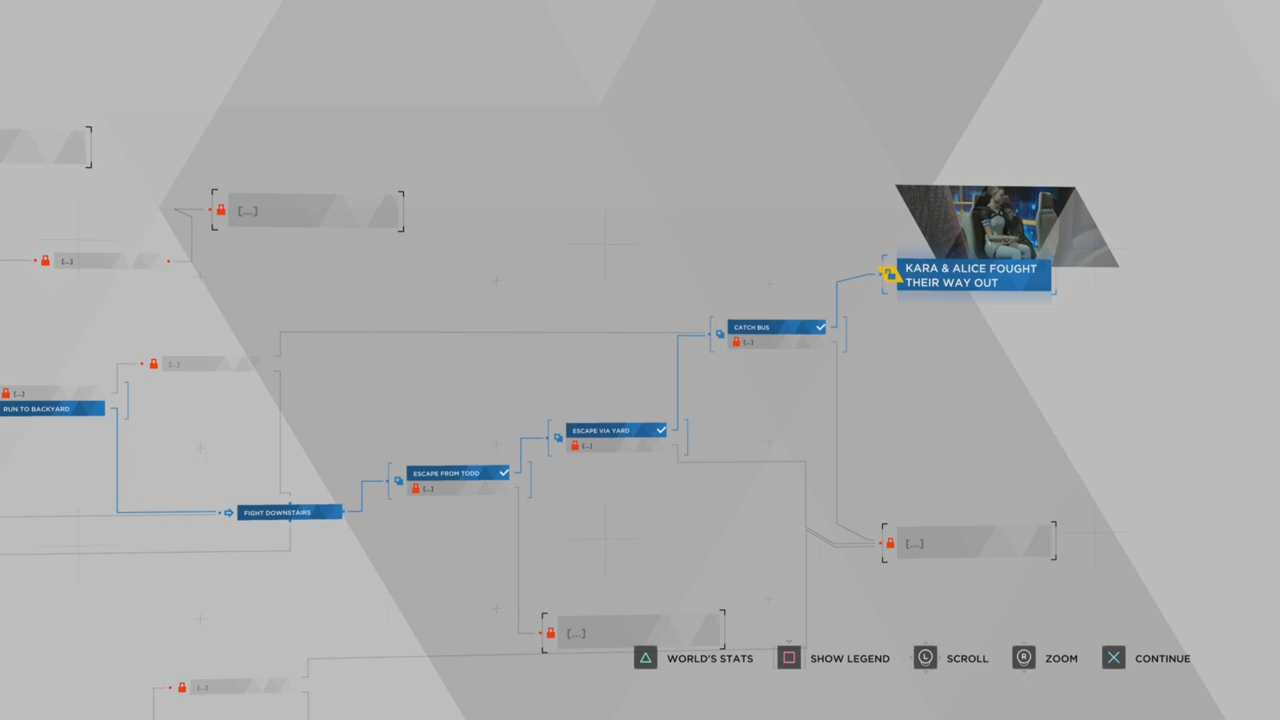 [...]
[...]
KARA & ALICE FOUGHT
THEIR WAY OUT
CATCH BUS
[...]
[...]
[...]
RUN TO BACKYARD
ESCAPE VIA YARD
[...]
ESCAPE FROM TODD
[...]
FIGHT DOWNSTAIRS
[...]
[...]
WORLD'S STATS
SHOW LEGEND
L SCROLL
R ZOOM
CONTINUE
[...]